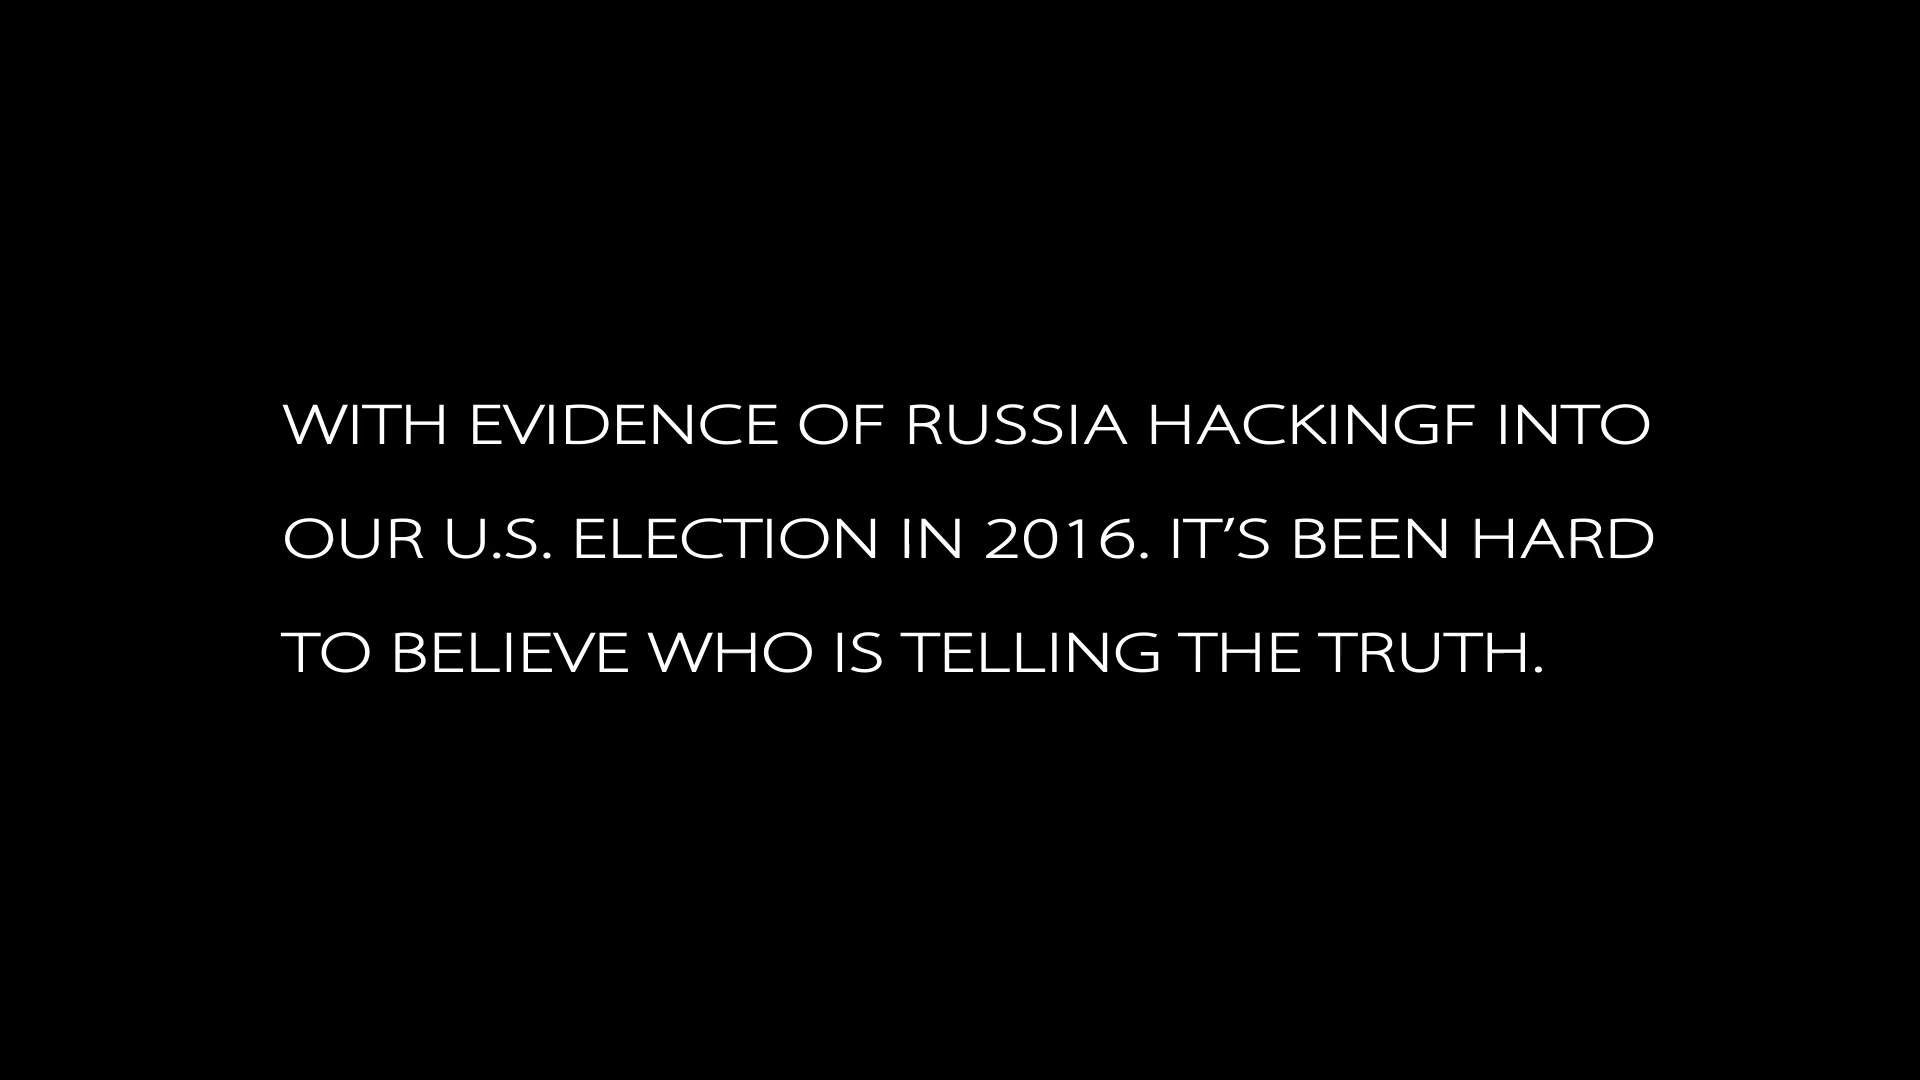 WITH EVIDENCE OF RUSSIA HACKINGF INTO
OUR U.S. ELECTION IN 2016. IT’S BEEN HARD
TO BELIEVE WHO IS TELLING THE TRUTH.